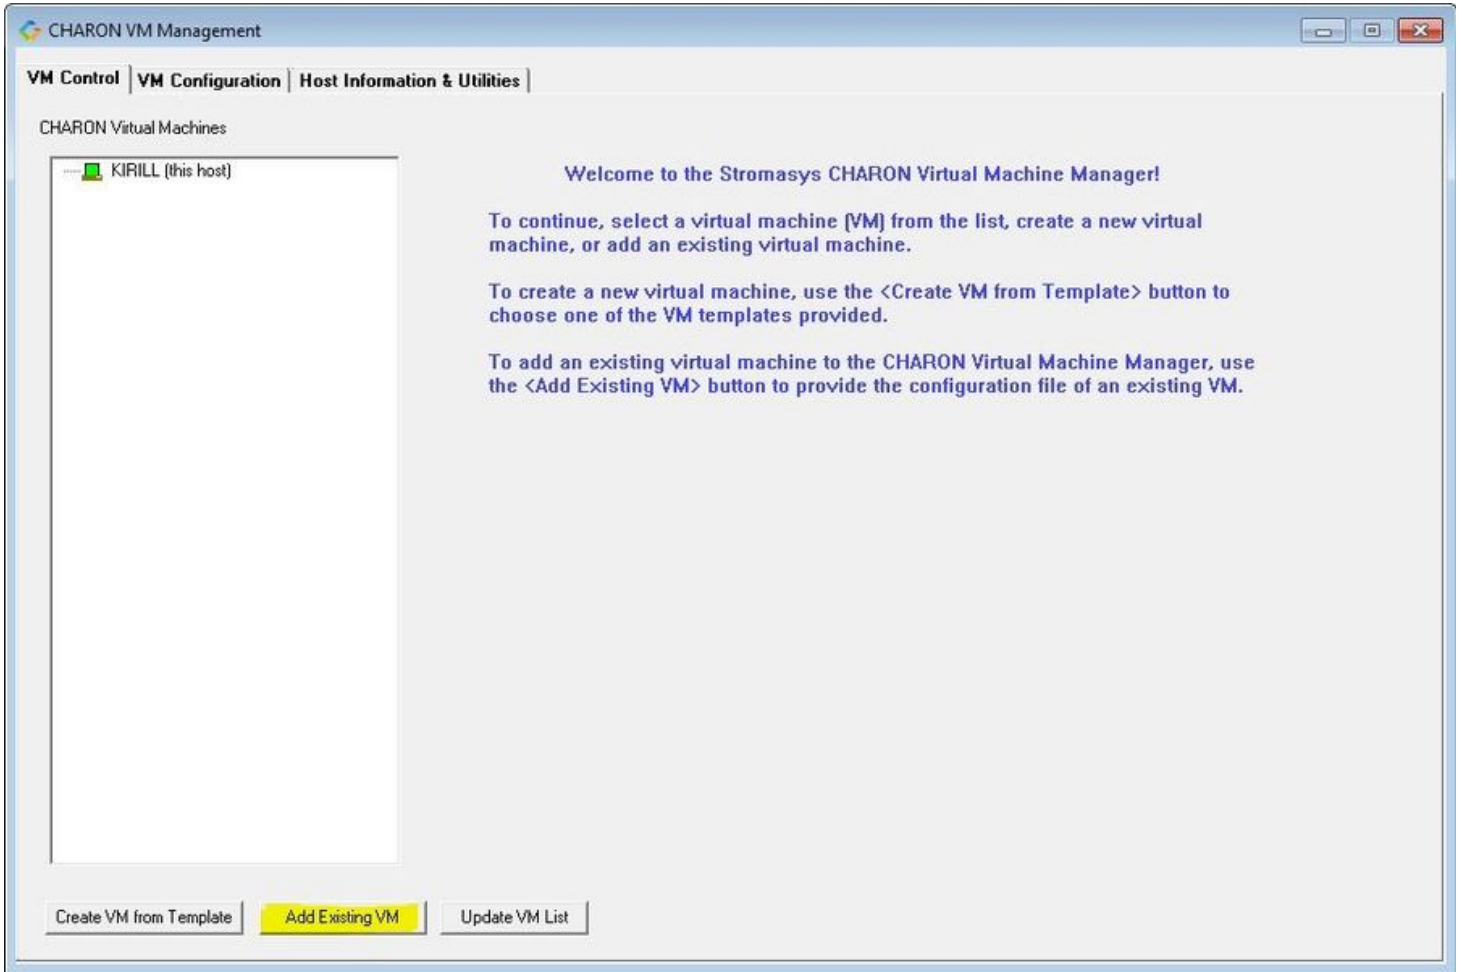 CHARON VM Management
VM Control
VM Configuration
Host Information & Utilities
CHARON Virtual Machines
KIRILL (this host)
Welcome to the Stromasys CHARON Virtual Machine Manager!
To continue, select a virtual machine (VM) from the list, create a new virtual
machine, or add an existing virtual machine.
To create a new virtual machine, use the <Create VM from Template> button to
choose one of the VM templates provided.
To add an existing virtual machine to the CHARON Virtual Machine Manager, use
the <Add Existing VM> button to provide the configuration file of an existing VM.
Create VM from Template
Add Existing VM
Update VM List